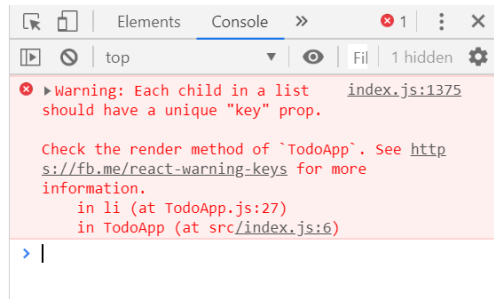 Elements Console » 1
top Fil 1 hidden
Warning: Each child in a list index.js:1375
should have a unique "key" prop.
Check the render method of `TodoApp`. See http
s://fb.me/react-warning-keys for more
information.
in li (at TodoApp.js:27)
in TodoApp (at src/index.js:6)
>